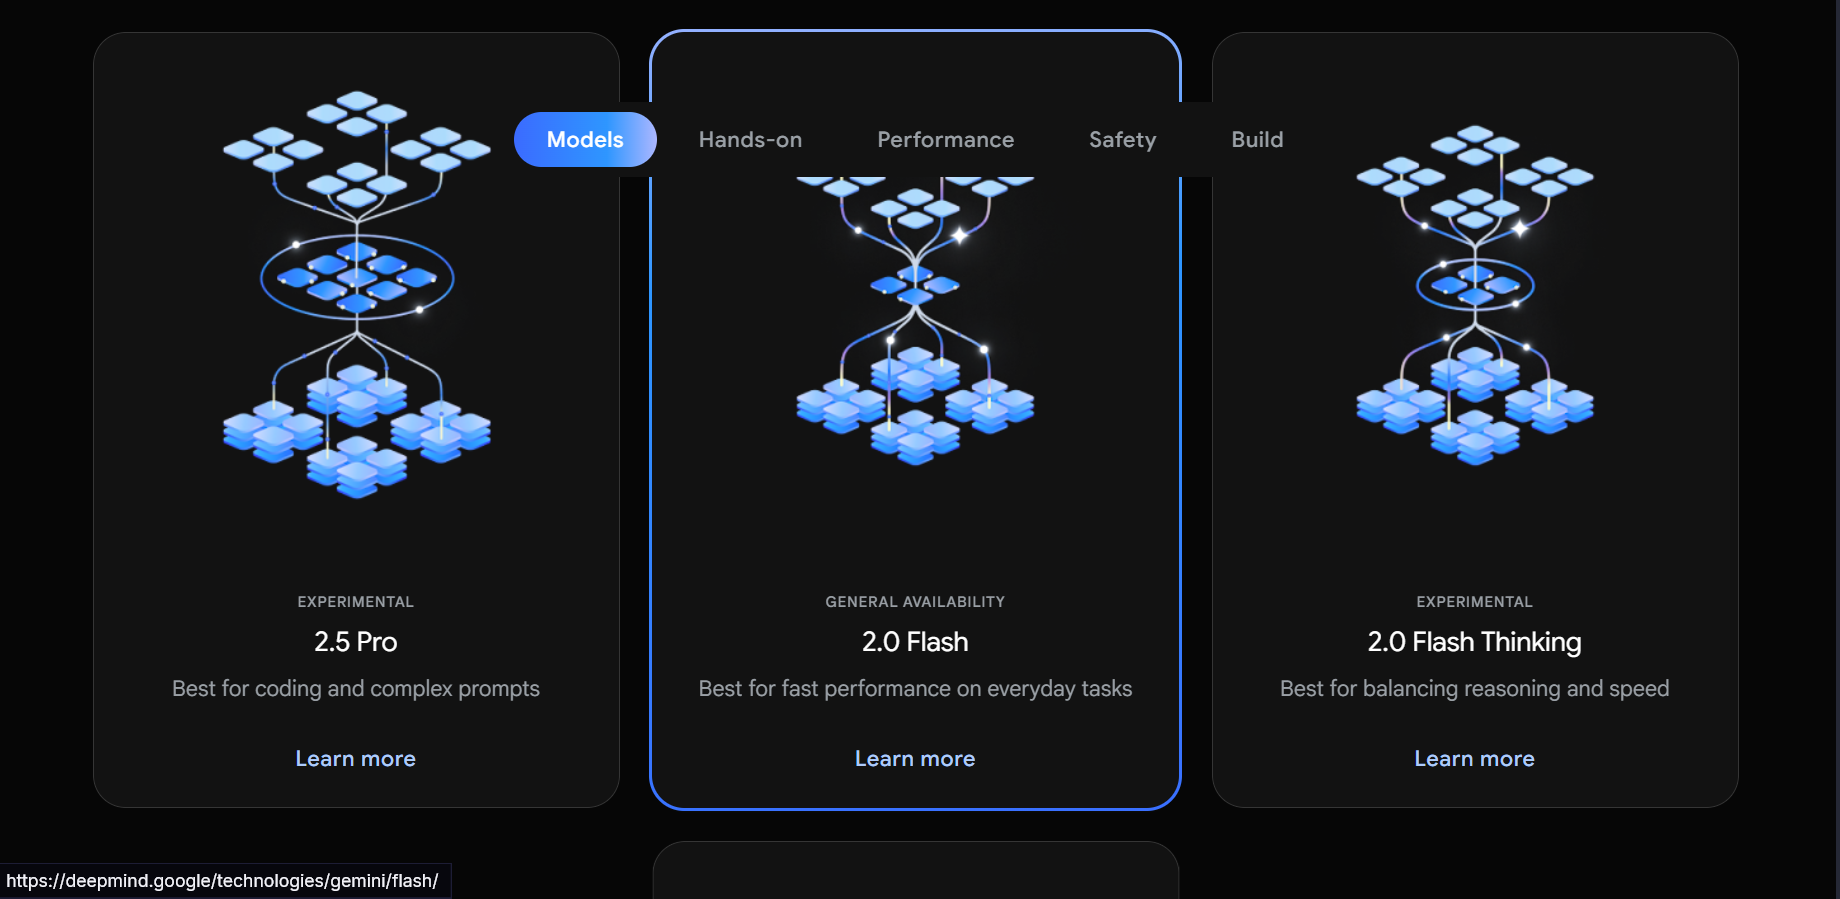 Models
Hands-on
Performance
Safety
Build
EXPERIMENTAL
2.5 Pro
Best for coding and complex prompts
Learn more
GENERAL AVAILABILITY
2.0 Flash
Best for fast performance on everyday tasks
Learn more
EXPERIMENTAL
2.0 Flash Thinking
Best for balancing reasoning and speed
Learn more
https://deepmind.google/technologies/gemini/flash/